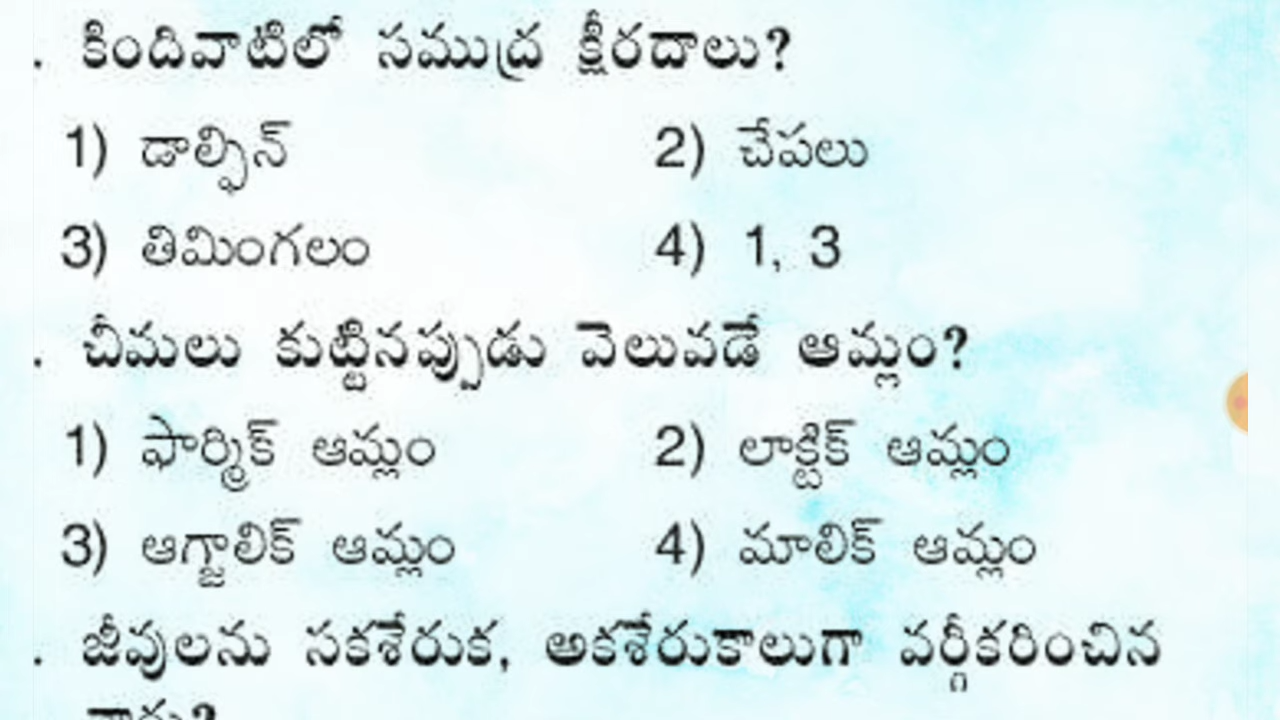 . కిందివాటిలో సముద్ర క్షీరదాలు?
1) డాల్ఫిన్ 2) చేపలు
3) తిమింగలం 4) 1, 3
. చీమలు కుట్టినప్పుడు వెలువడే ఆమ్లం?
1) ఫార్మిక్ ఆమ్లం 2) లాక్టిక్ ఆమ్లం
3) ఆగ్జాలిక్ ఆమ్లం 4) మాలిక్ ఆమ్లం
. జీవులను సకశేరుక, అకశేరుకాలుగా వర్గీకరించిన